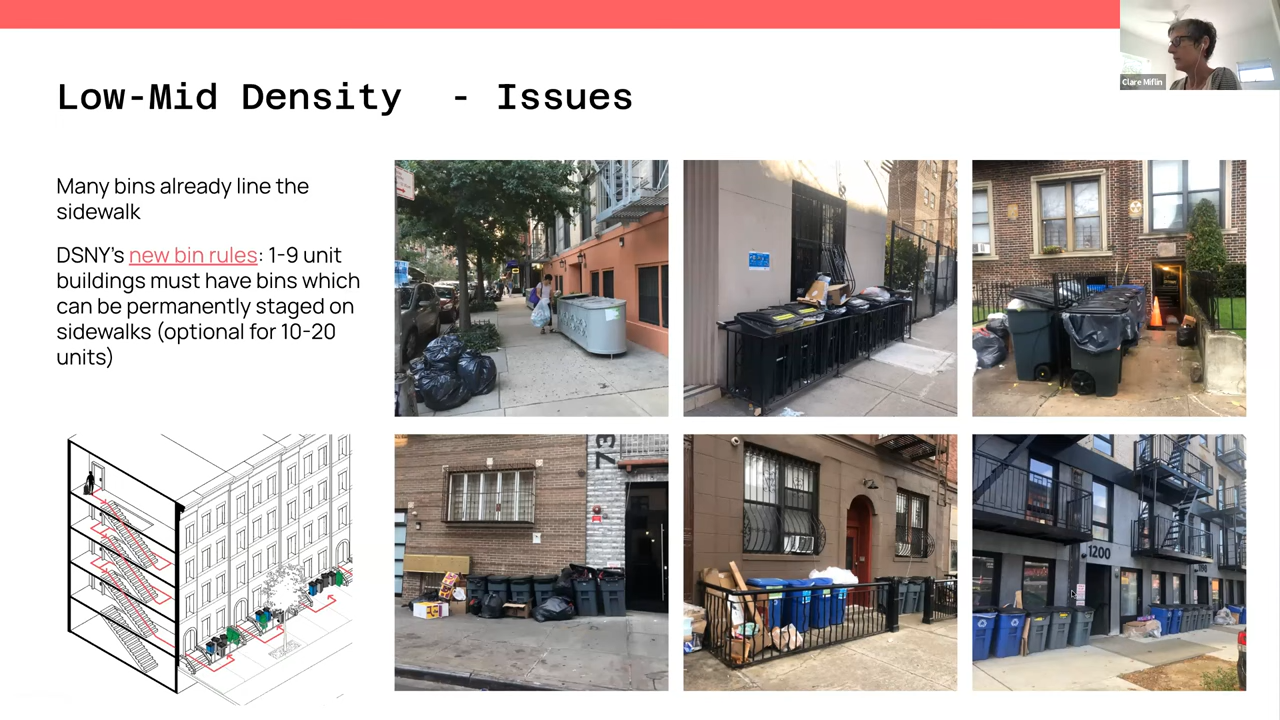 Clare Miflin
Low-Mid Density - Issues
Many bins already line the
sidewalk
DSNY's new bin rules: 1-9 unit
buildings must have bins which
can be permanently staged on
sidewalks (optional for 10-20
units)
1200